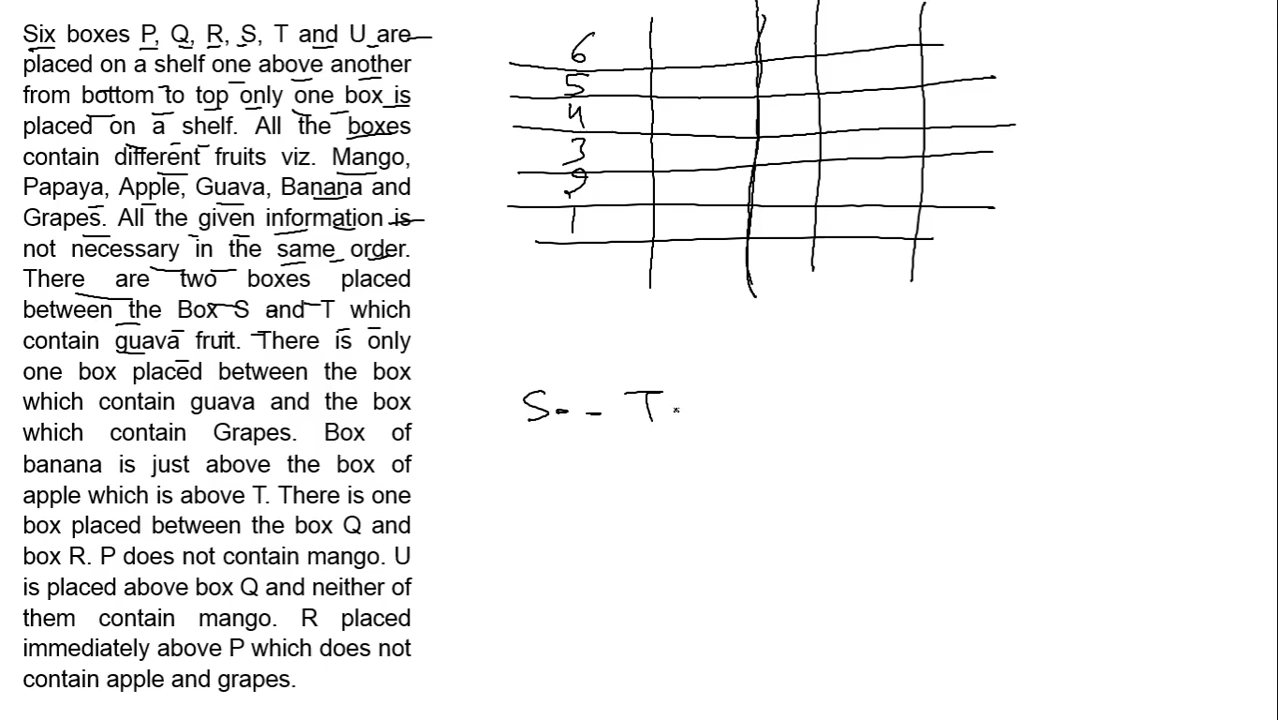 Six boxes P, Q, R, S, T and U are
placed on a shelf one above another
from bottom to top only one box is
placed on a shelf. All the boxes
contain different fruits viz. Mango,
Papaya, Apple, Guava, Banana and
Grapes. All the given information is
not necessary in the same order.
There are two boxes placed
between the Box S and T which
contain guava fruit. There is only
one box placed between the box
which contain guava and the box
which contain Grapes. Box of
banana is just above the box of
apple which is above T. There is one
box placed between the box Q and
box R. P does not contain mango. U
is placed above box Q and neither of
them contain mango. R placed
immediately above P which does not
contain apple and grapes.
6
5
4
3
2
1
S - - T